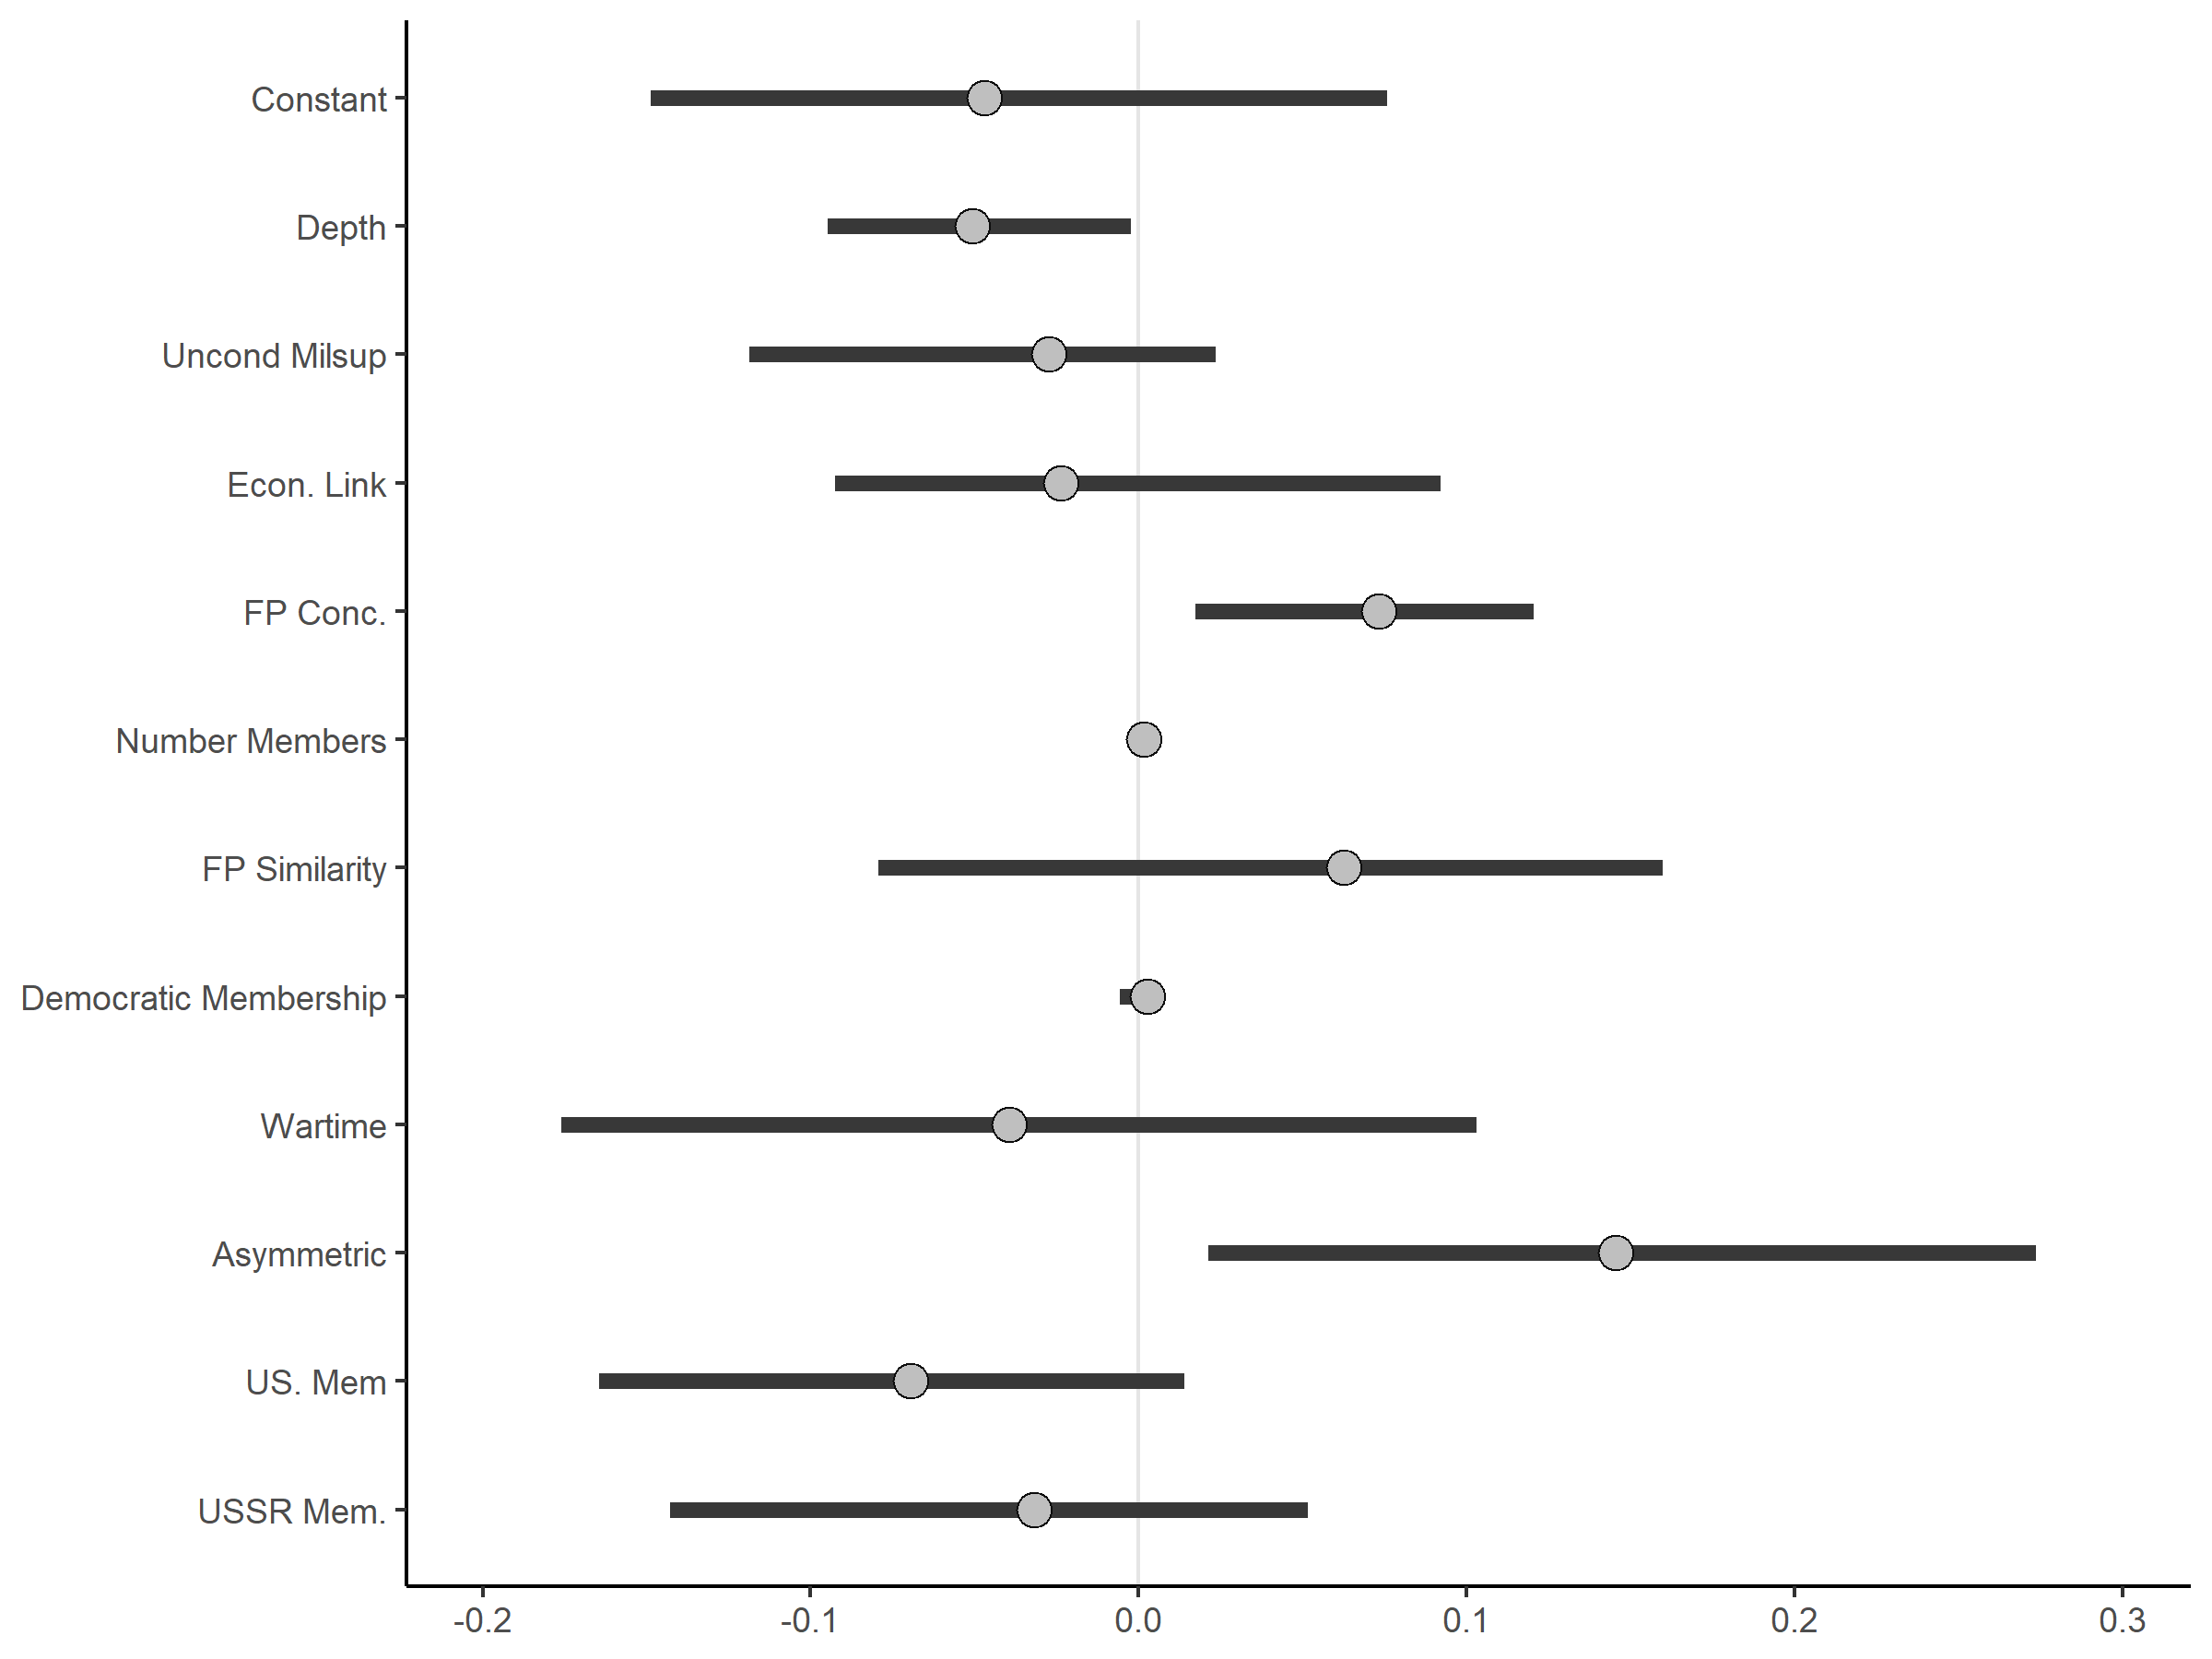 Constant
Depth
Uncond Milsup
Econ. Link
FP Conc.
Number Members
FP Similarity
Democratic Membership
Wartime
Asymmetric
US. Mem
USSR Mem.
-0.2 -0.1 0.0 0.1 0.2 0.3